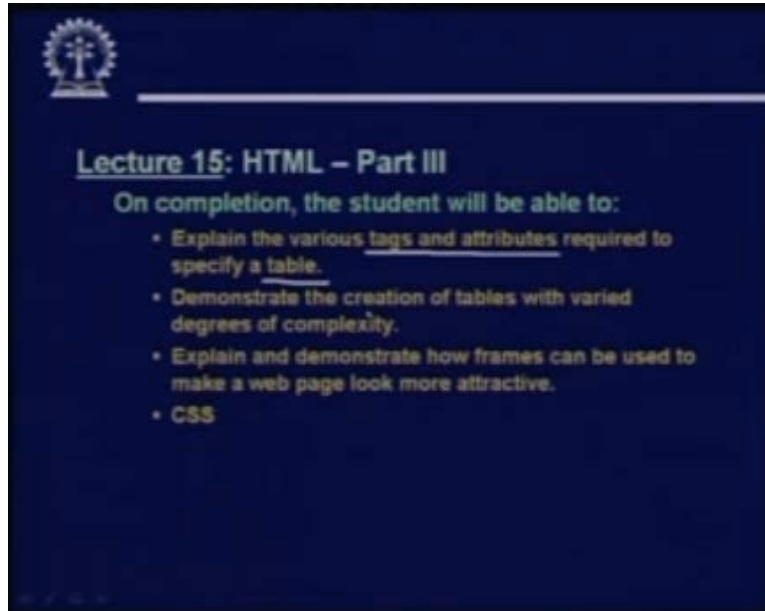 Lecture 15: HTML – Part III
On completion, the student will be able to:
• Explain the various tags and attributes required to
specify a table.
• Demonstrate the creation of tables with varied
degrees of complexity.
• Explain and demonstrate how frames can be used to
make a web page look more attractive.
• CSS